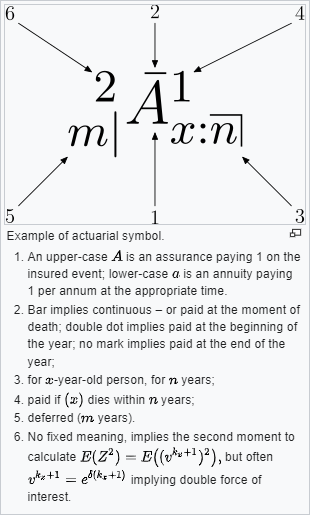 6 2 4
2 Ā 1
m| x:n̅|
5 1 3
Example of actuarial symbol.
1. An upper-case A is an assurance paying 1 on the
insured event; lower-case a is an annuity paying
1 per annum at the appropriate time.
2. Bar implies continuous – or paid at the moment of
death; double dot implies paid at the beginning of
the year; no mark implies paid at the end of the
year;
3. for x-year-old person, for n years;
4. paid if (x) dies within n years;
5. deferred (m years).
6. No fixed meaning, implies the second moment to
calculate E(Z²) = E((v^{kₓ+1})²), but often
v^{kₓ+1} = e^{δ(kₓ+1)} implying double force of
interest.